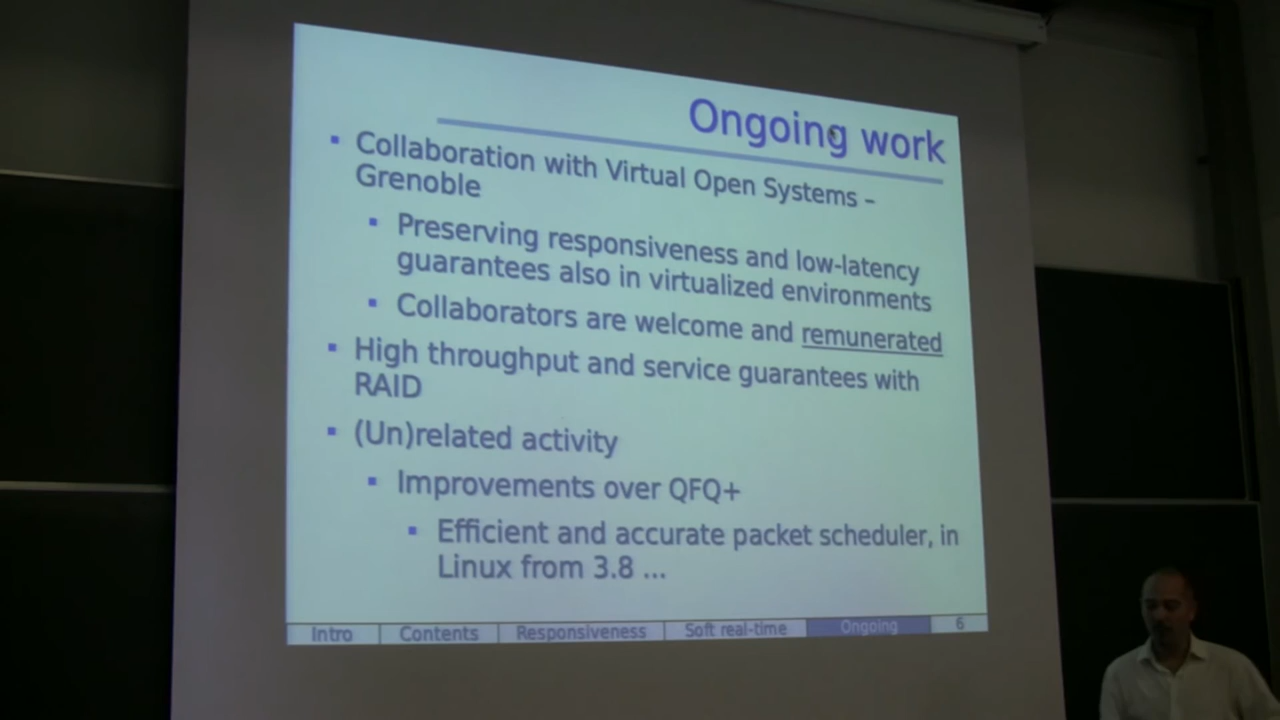 Ongoing work
▪ Collaboration with Virtual Open Systems –
Grenoble
▪ Preserving responsiveness and low-latency
guarantees also in virtualized environments
▪ Collaborators are welcome and remunerated
▪ High throughput and service guarantees with
RAID
▪ (Un)related activity
▪ Improvements over QFQ+
▪ Efficient and accurate packet scheduler, in
Linux from 3.8 ...
Intro Contents Responsiveness Soft real-time Ongoing 6